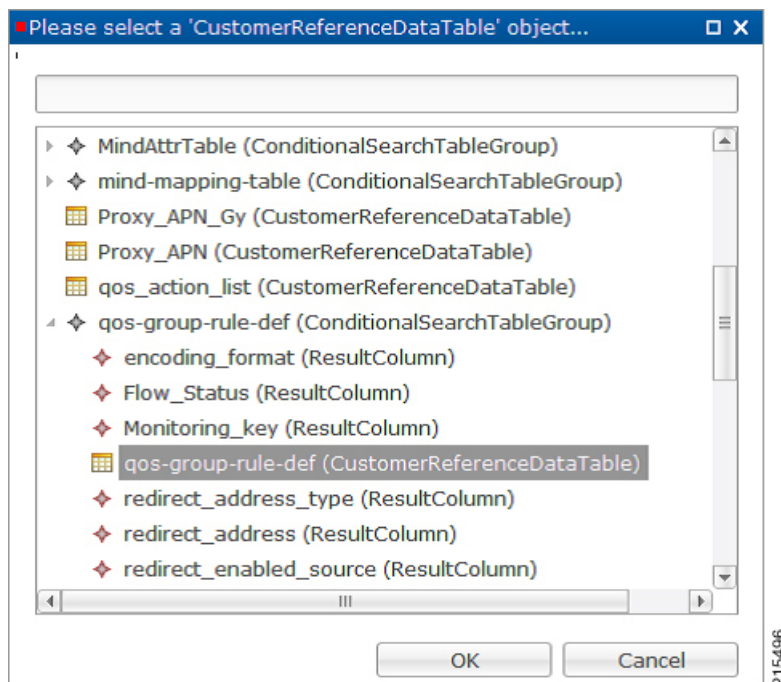 Please select a 'CustomerReferenceDataTable' object...
MindAttrTable (ConditionalSearchTableGroup)
mind-mapping-table (ConditionalSearchTableGroup)
Proxy_APN_Gy (CustomerReferenceDataTable)
Proxy_APN (CustomerReferenceDataTable)
qos_action_list (CustomerReferenceDataTable)
qos-group-rule-def (ConditionalSearchTableGroup)
encoding_format (ResultColumn)
Flow_Status (ResultColumn)
Monitoring_key (ResultColumn)
qos-group-rule-def (CustomerReferenceDataTable)
redirect_address_type (ResultColumn)
redirect_address (ResultColumn)
redirect_enabled_source (ResultColumn)
OK Cancel